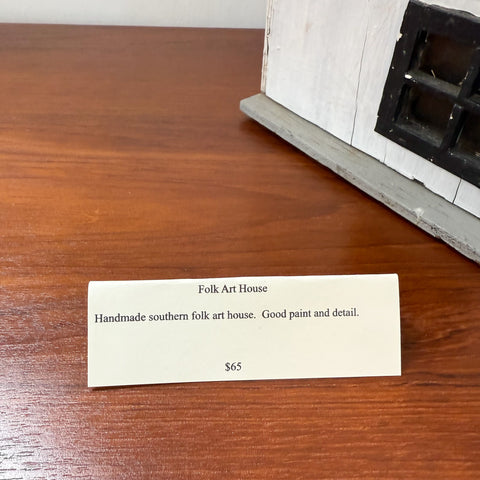 Folk Art House
Handmade southern folk art house.  Good paint and detail.
$65